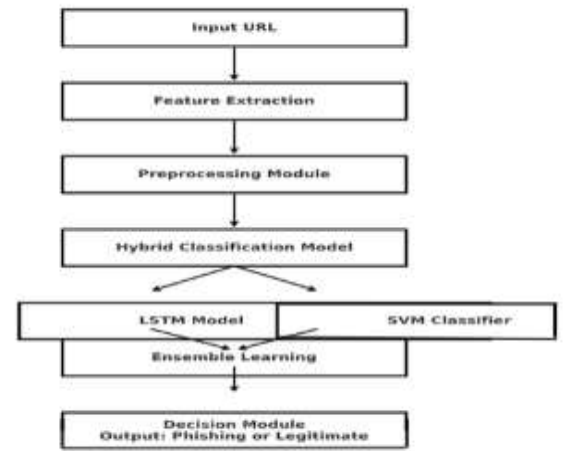 Input URL
Feature Extraction
Preprocessing Module
Hybrid Classification Model
LSTM Model
SVM Classifier
Ensemble Learning
Decision Module
Output: Phishing or Legitimate